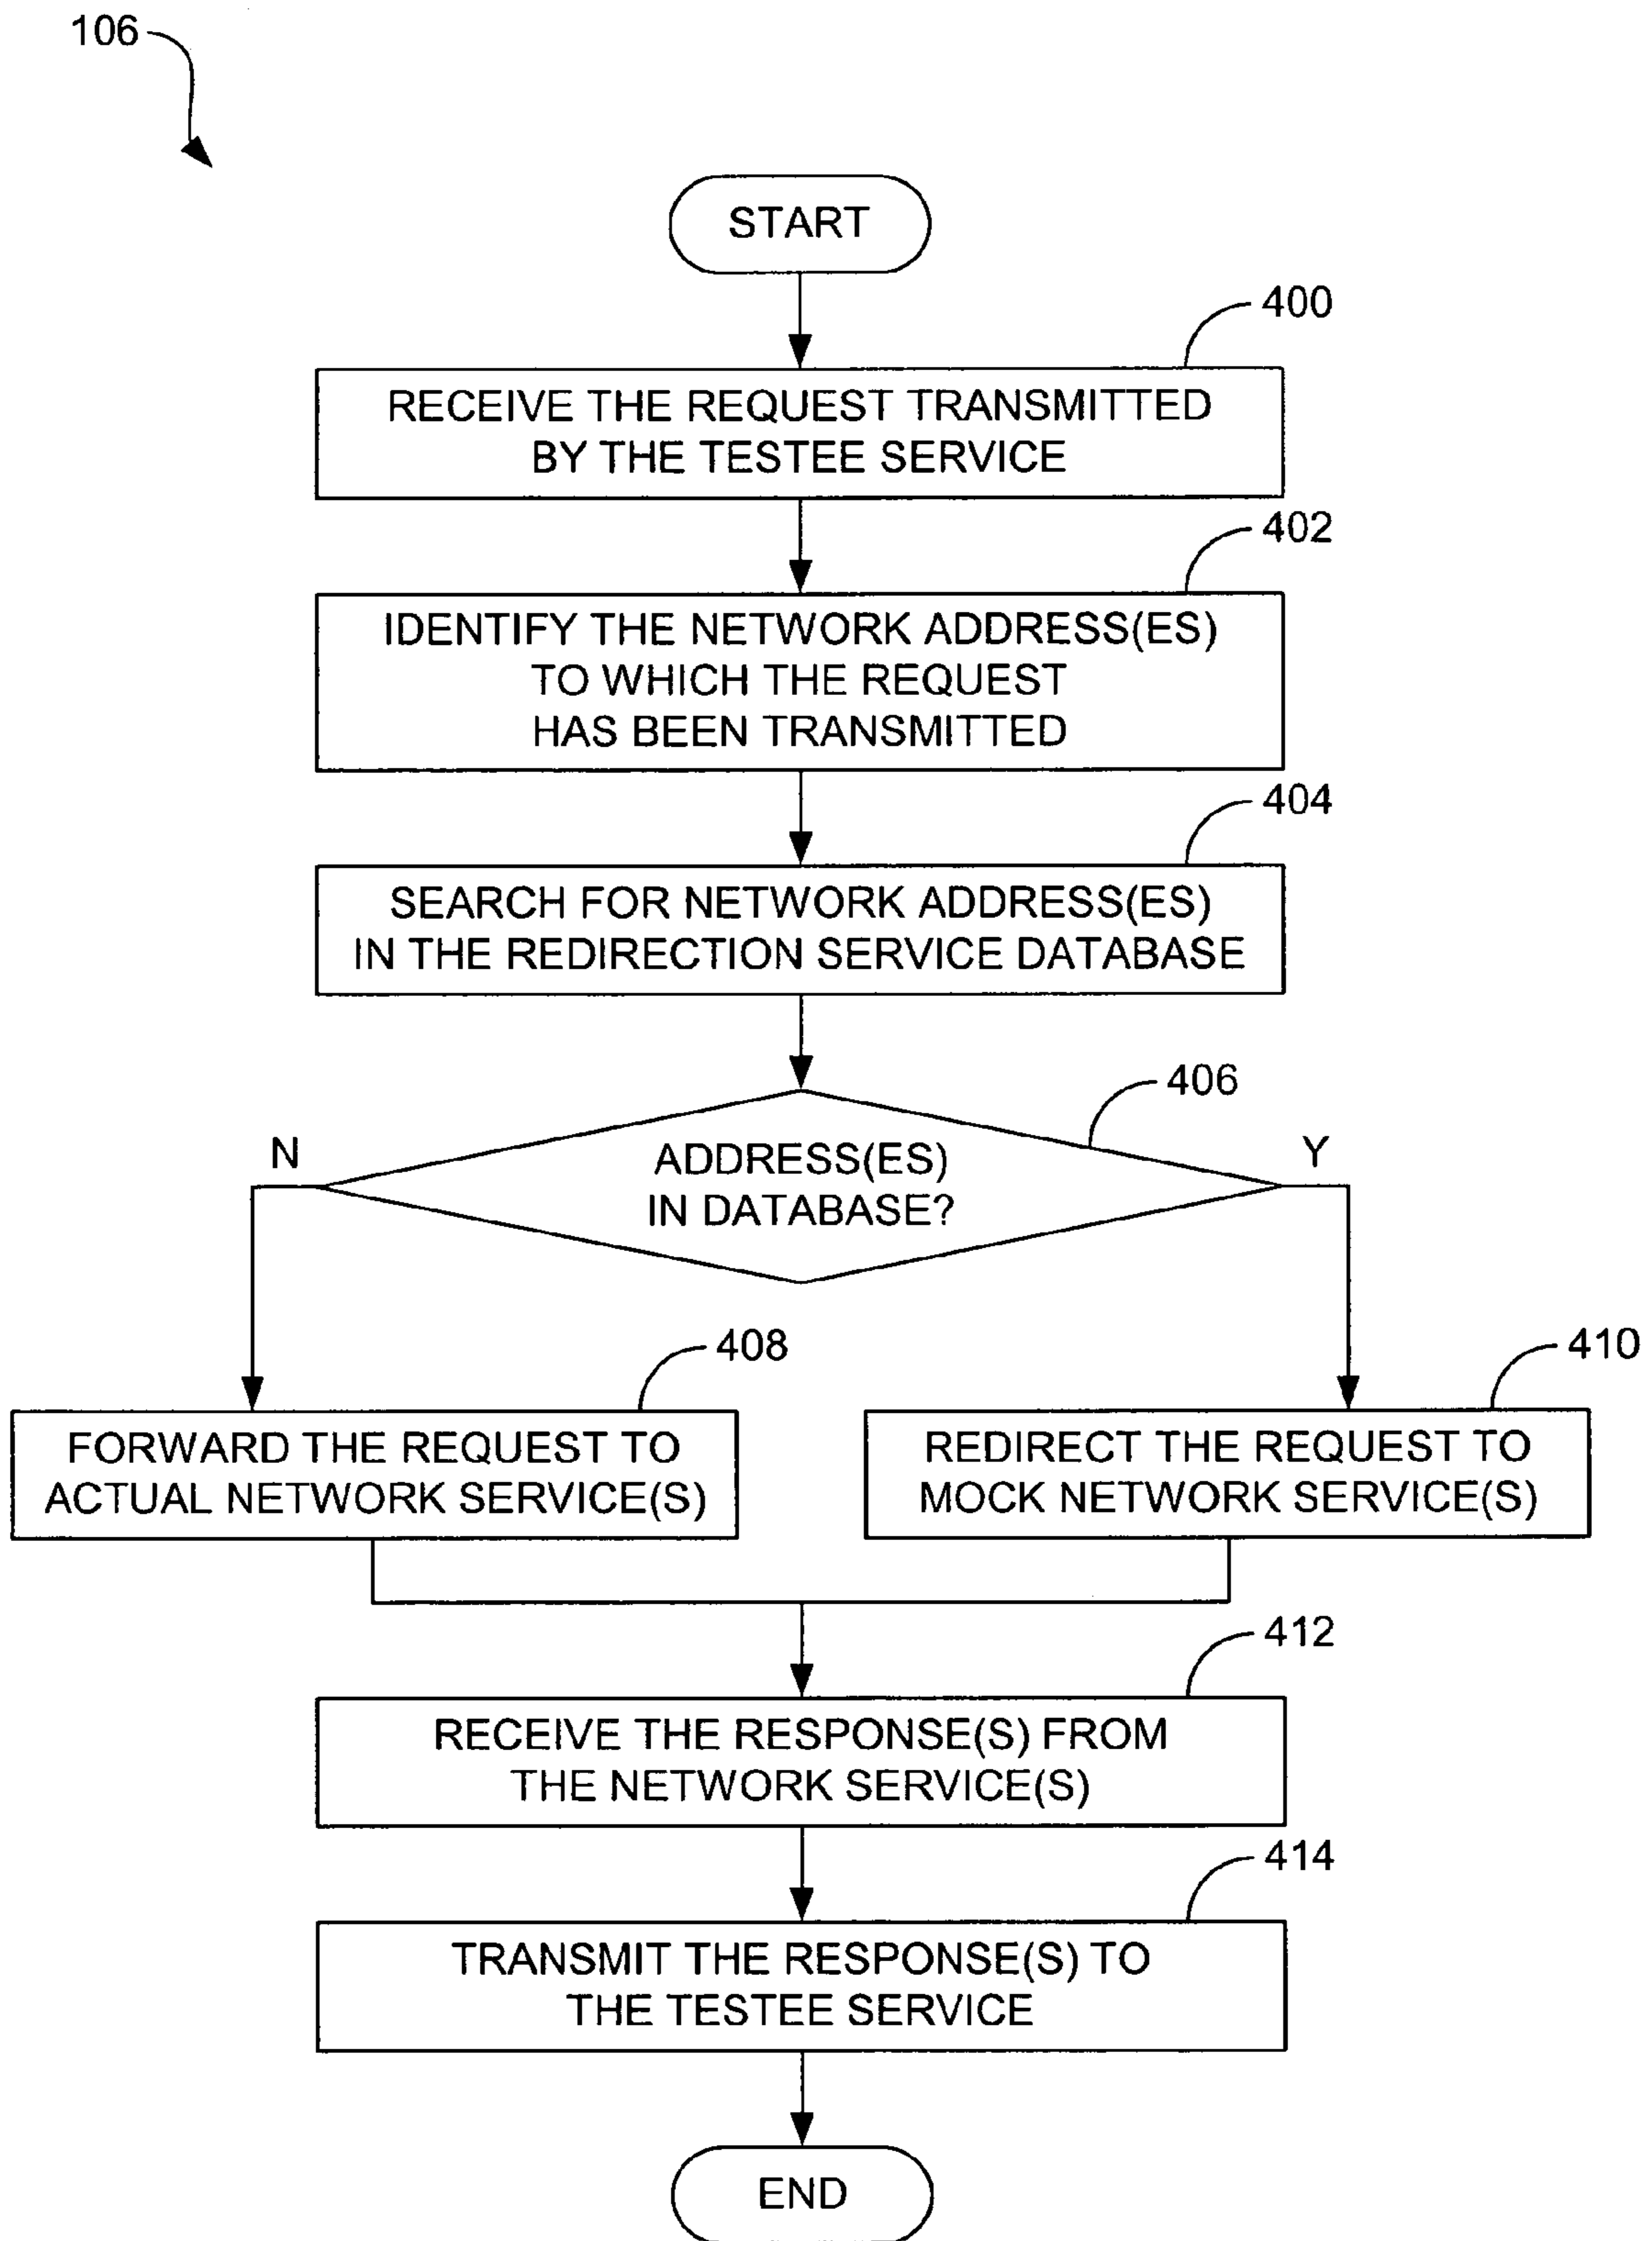 106
START
400
RECEIVE THE REQUEST TRANSMITTED
BY THE TESTEE SERVICE
402
IDENTIFY THE NETWORK ADDRESS(ES)
TO WHICH THE REQUEST
HAS BEEN TRANSMITTED
404
SEARCH FOR NETWORK ADDRESS(ES)
IN THE REDIRECTION SERVICE DATABASE
406
N
ADDRESS(ES)
IN DATABASE?
Y
408
FORWARD THE REQUEST TO
ACTUAL NETWORK SERVICE(S)
410
REDIRECT THE REQUEST TO
MOCK NETWORK SERVICE(S)
412
RECEIVE THE RESPONSE(S) FROM
THE NETWORK SERVICE(S)
414
TRANSMIT THE RESPONSE(S) TO
THE TESTEE SERVICE
END